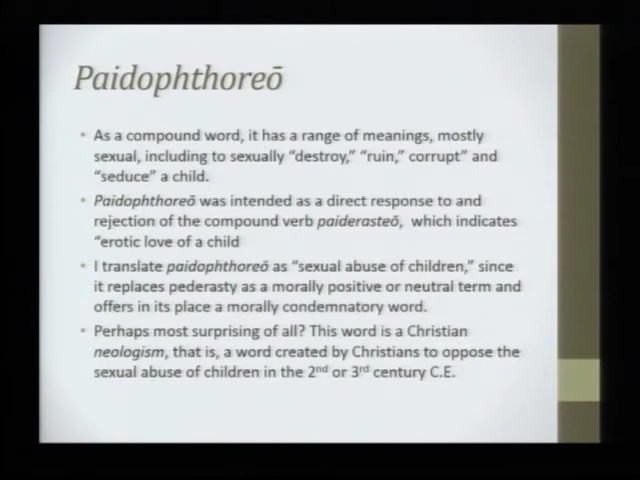 Paidophthoreō
• As a compound word, it has a range of meanings, mostly
sexual, including to sexually “destroy,” “ruin,” corrupt” and
“seduce” a child.
• Paidophthoreō was intended as a direct response to and
rejection of the compound verb paiderasteō, which indicates
“erotic love of a child
• I translate paidophthoreō as “sexual abuse of children,” since
it replaces pederasty as a morally positive or neutral term and
offers in its place a morally condemnatory word.
• Perhaps most surprising of all? This word is a Christian
neologism, that is, a word created by Christians to oppose the
sexual abuse of children in the 2nd or 3rd century C.E.